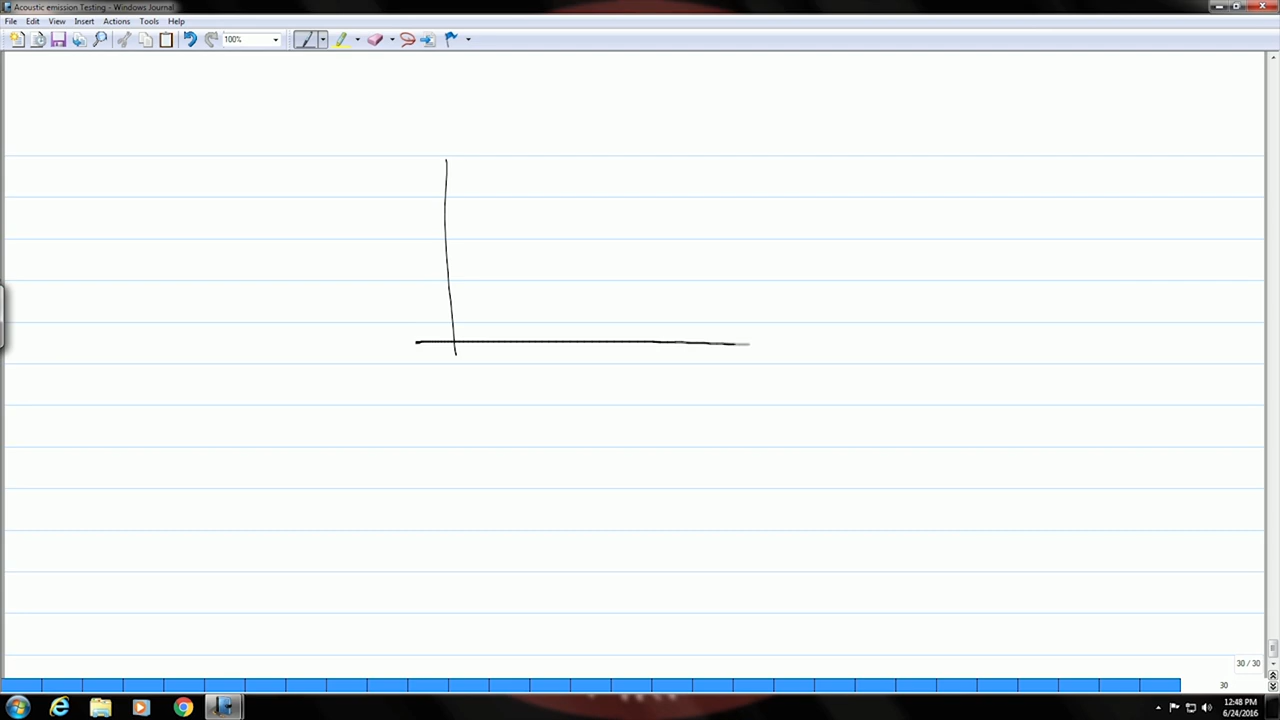 Acoustic emission Testing - Windows Journal
File Edit View Insert Actions Tools Help
100%
30 / 30
30
12:48 PM
6/24/2016